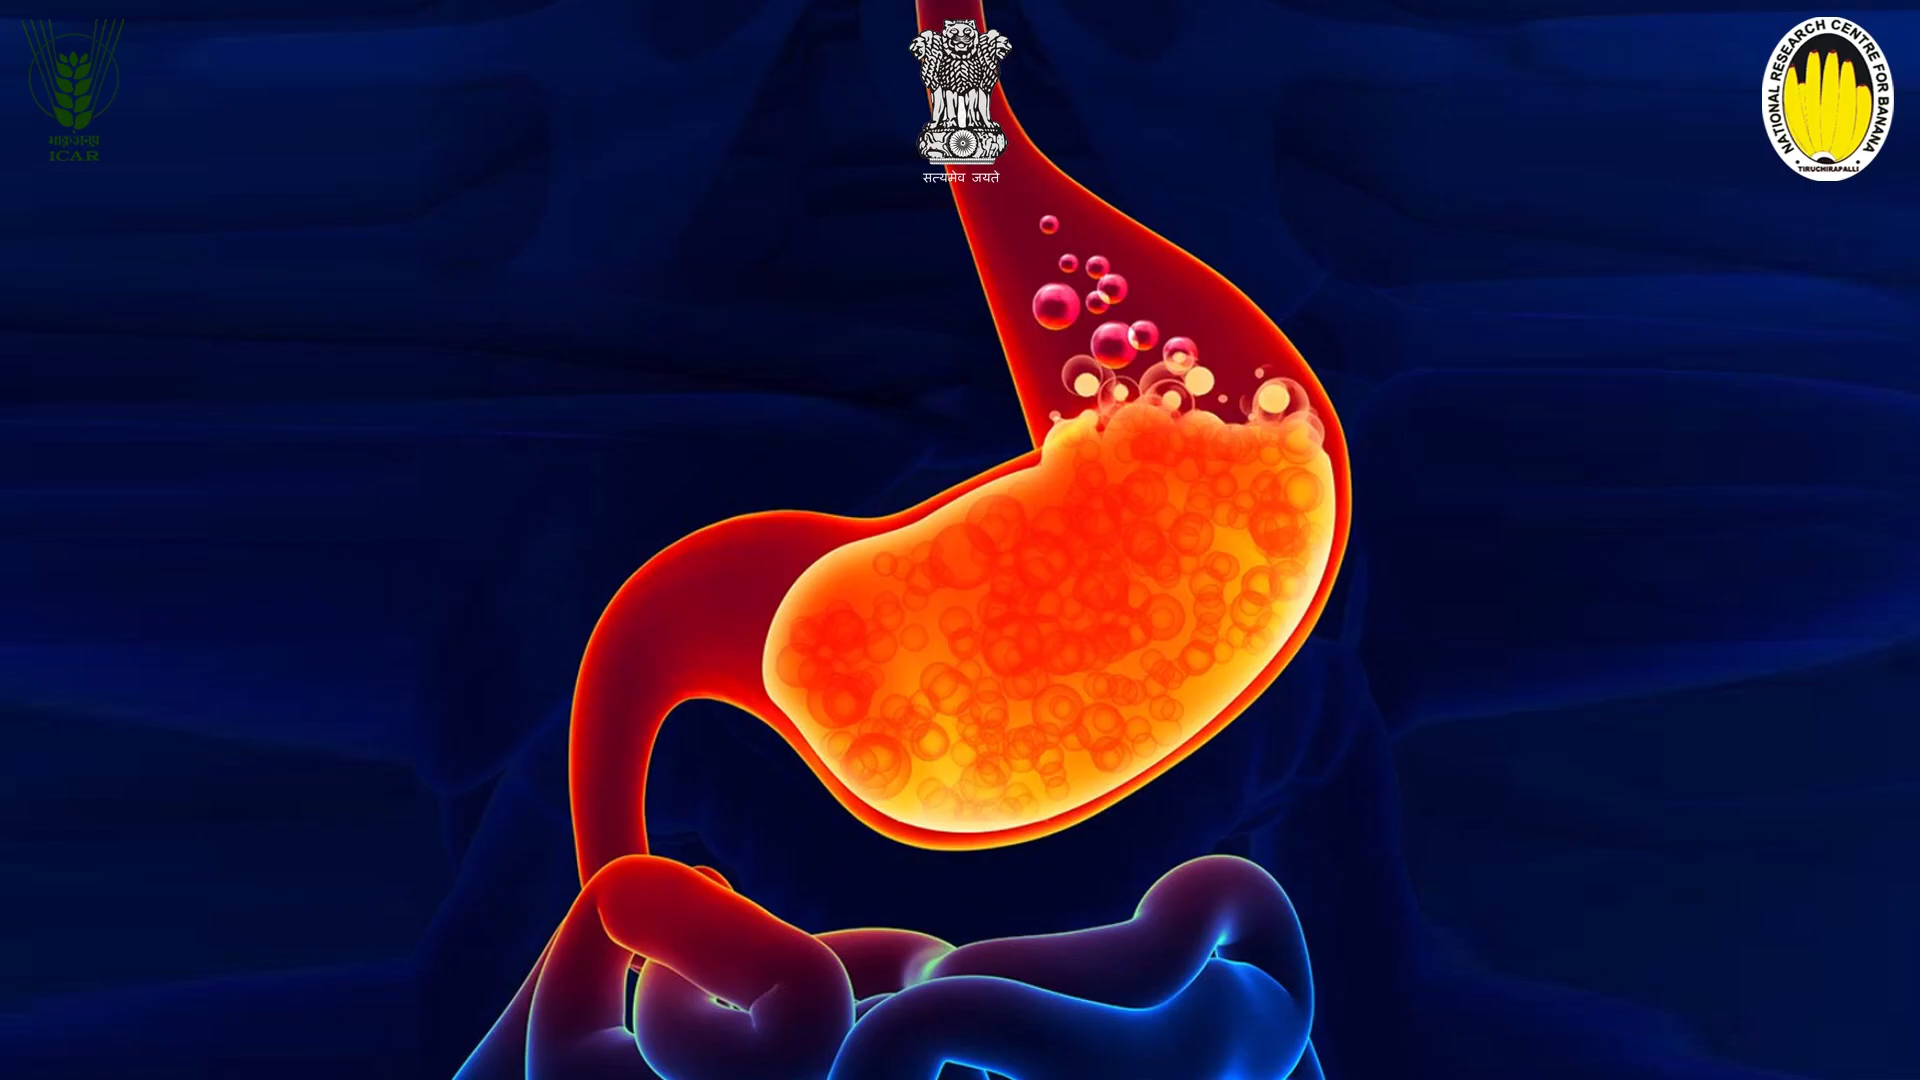 भाकृअनुप
ICAR
सत्यमेव जयते
NATIONAL RESEARCH CENTRE FOR BANANA
• TIRUCHIRAPALLI •